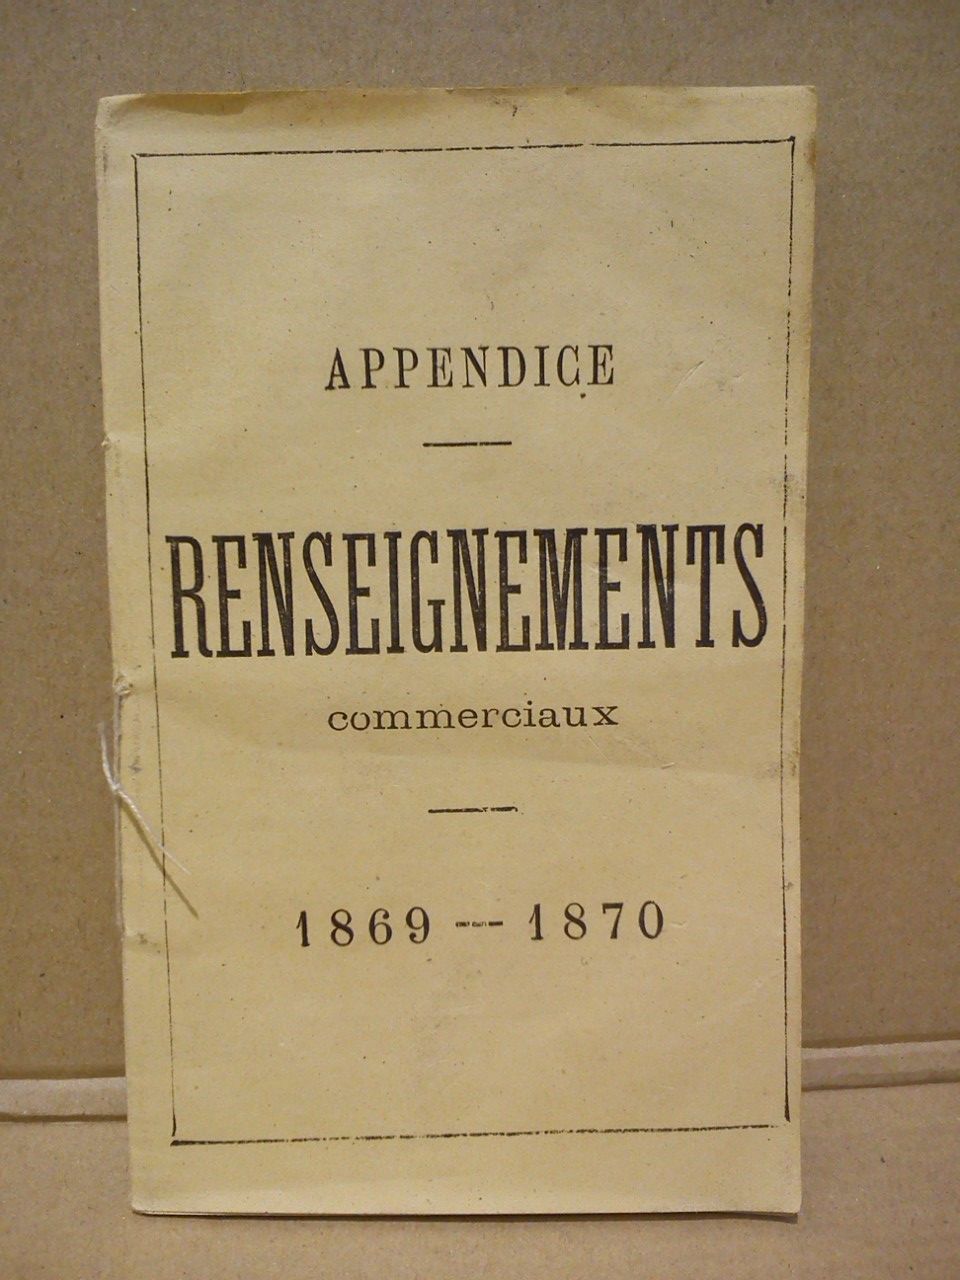 APPENDICE
RENSEIGNEMENTS
commerciaux
1869 — 1870